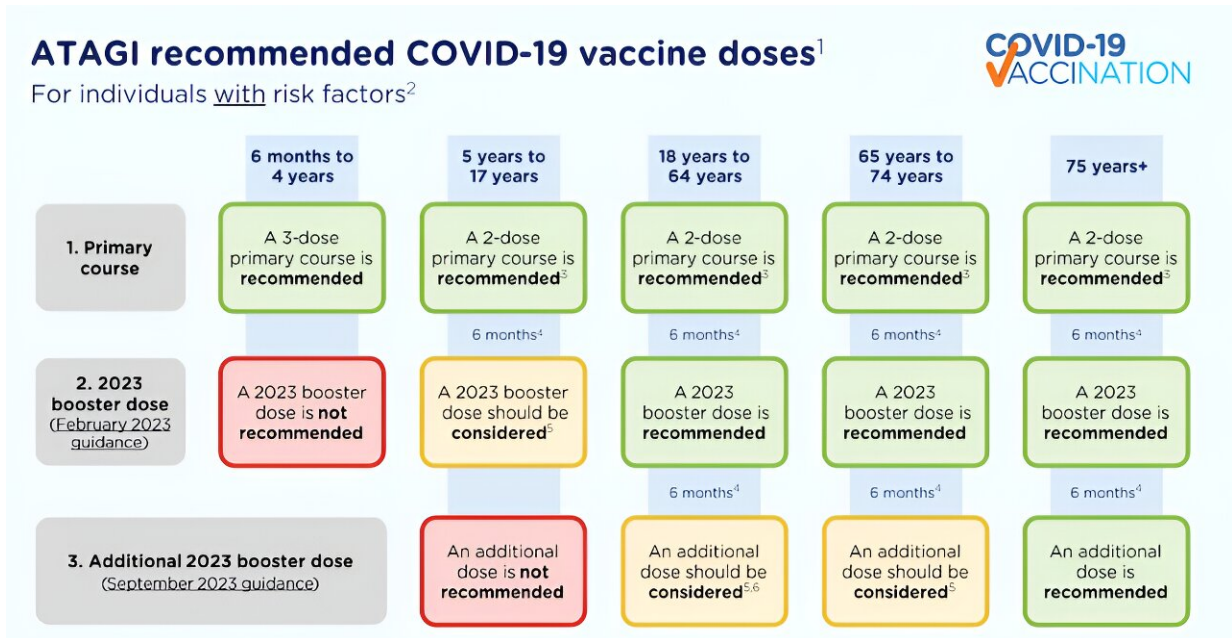 ATAGI recommended COVID-19 vaccine doses¹
For individuals with risk factors²
COVID-19
VACCINATION
6 months to
4 years
5 years to
17 years
18 years to
64 years
65 years to
74 years
75 years+
1. Primary
course
A 3-dose
primary course is
recommended
A 2-dose
primary course is
recommended³
A 2-dose
primary course is
recommended³
A 2-dose
primary course is
recommended³
A 2-dose
primary course is
recommended³
6 months⁴
6 months⁴
6 months⁴
6 months⁴
2. 2023
booster dose
(February 2023
guidance)
A 2023 booster
dose is not
recommended
A 2023 booster
dose should be
considered⁵
A 2023
booster dose is
recommended
A 2023
booster dose is
recommended
A 2023
booster dose is
recommended
6 months⁴
6 months⁴
6 months⁴
3. Additional 2023 booster dose
(September 2023 guidance)
An additional
dose is not
recommended
An additional
dose should be
considered⁵,⁶
An additional
dose should be
considered⁵
An additional
dose is
recommended